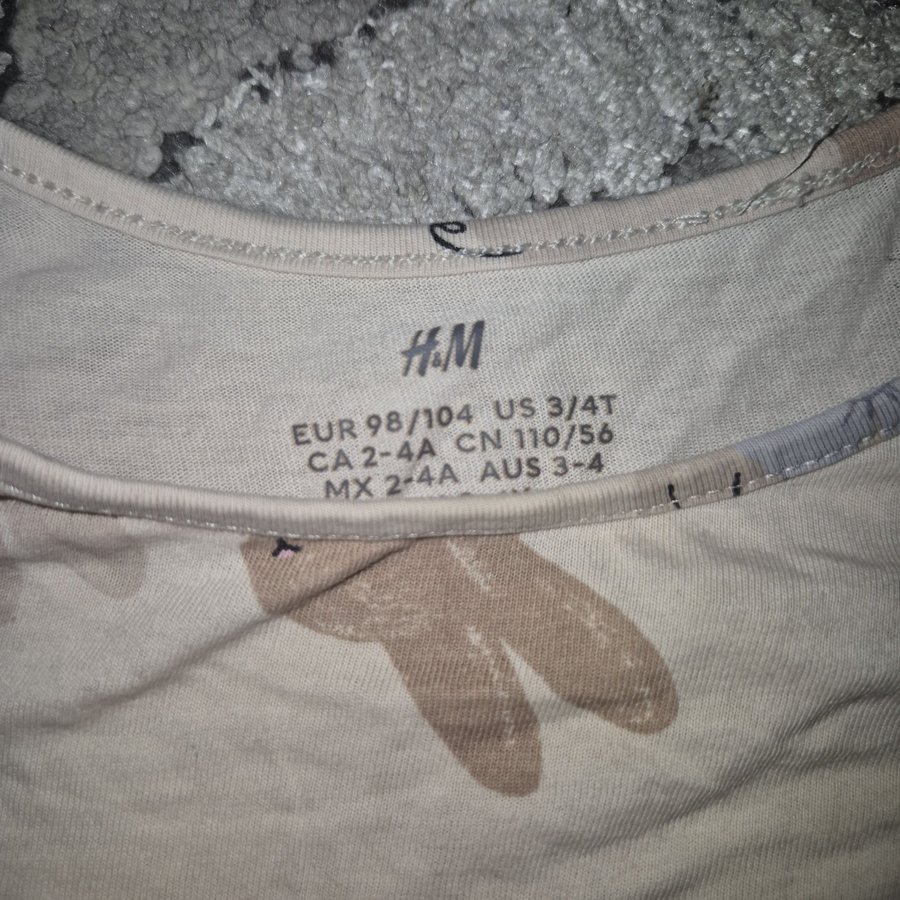 H&M
EUR 98/104 US 3/4T
CA 2-4A CN 110/56
MX 2-4A AUS 3-4